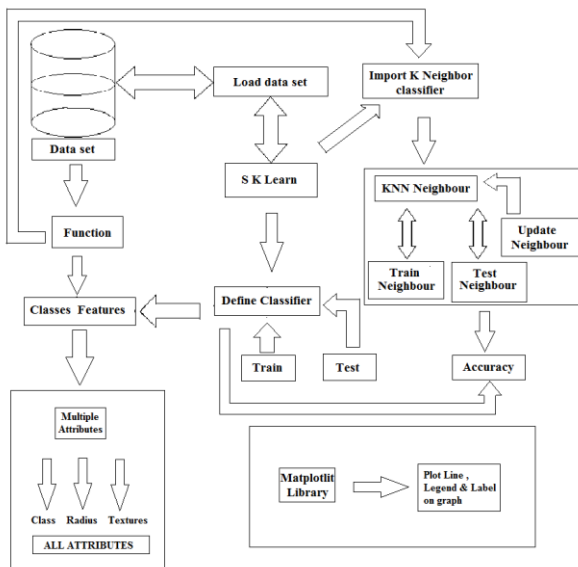 Load data set
Import K Neighbor
classifier
Data set
S K Learn
KNN Neighbour
Update
Neighbour
Function
Train
Neighbour
Test
Neighbour
Classes Features
Define Classifier
Train
Test
Accuracy
Multiple
Attributes
Class Radius Textures
ALL ATTRIBUTES
Matplotlit
Library
Plot Line ,
Legend & Label
on graph